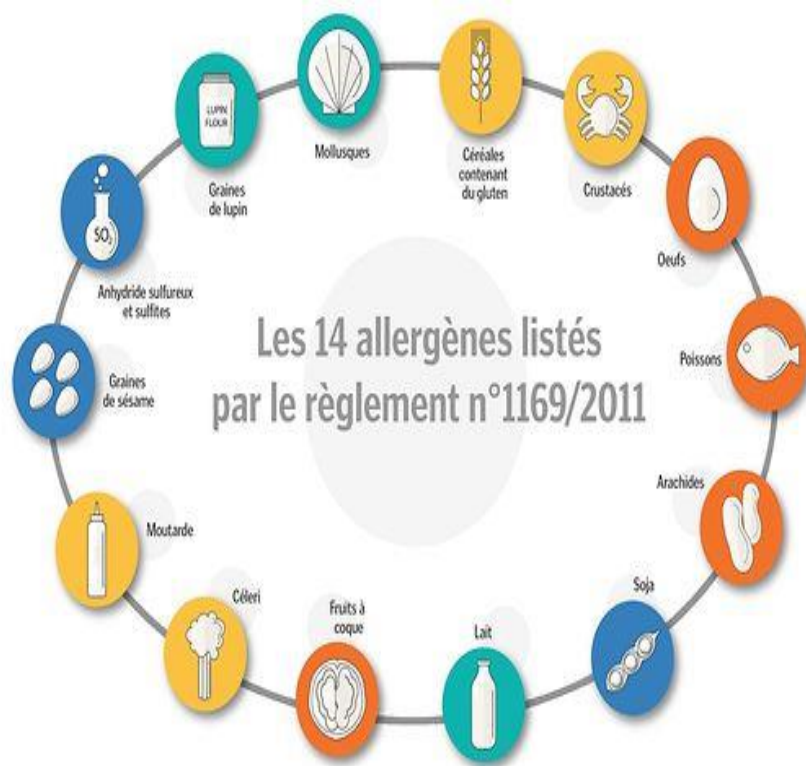 Les 14 allergènes listés
par le règlement n°1169/2011
Mollusques
Céréales
contenant
du gluten
Crustacés
Oeufs
Poissons
Arachides
Soja
Lait
Fruits à
coque
Céleri
Moutarde
Graines
de sésame
Anhydride sulfureux
et sulfites
SO₂
Graines
de lupin
LUPIN
FLOUR